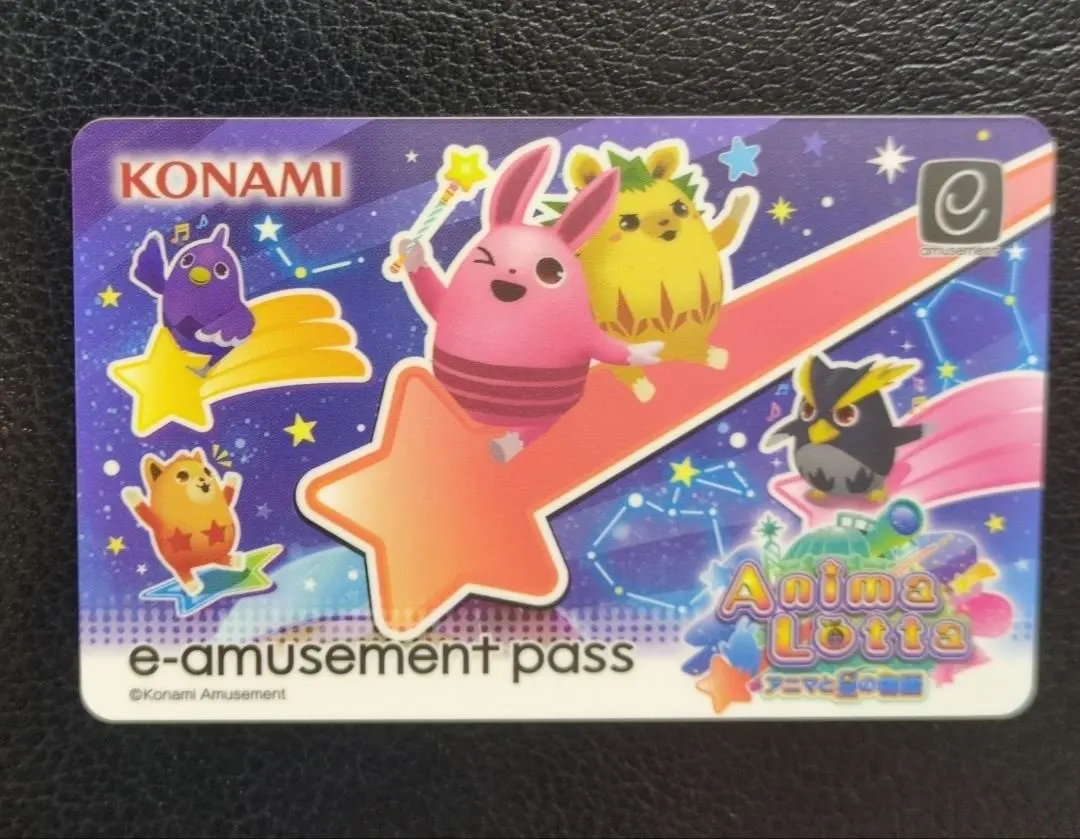 KONAMI
e
amusement
Anima
Lotta
アニマと星の物語
e-amusement pass
©Konami Amusement